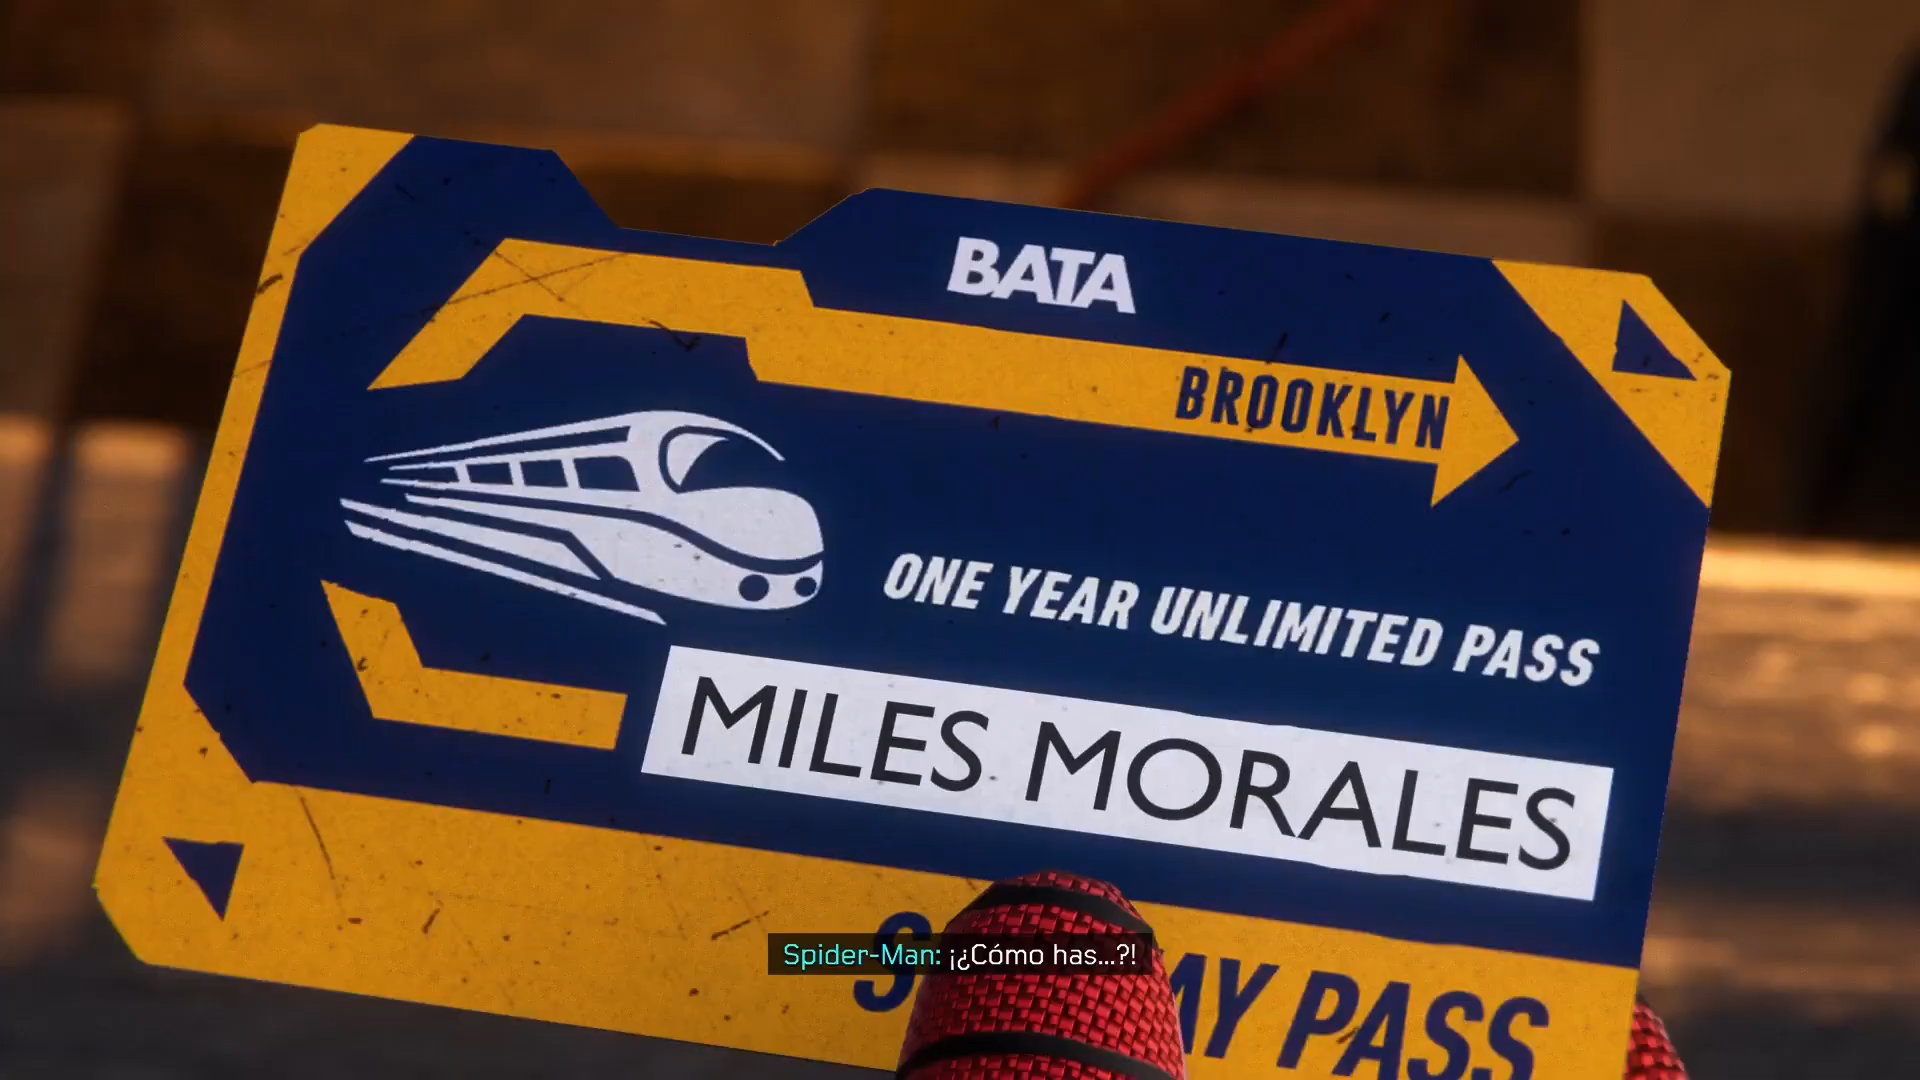 BATA
BROOKLYN
ONE YEAR UNLIMITED PASS
MILES MORALES
Spider-Man: ¡¿Cómo has...?!
PASS